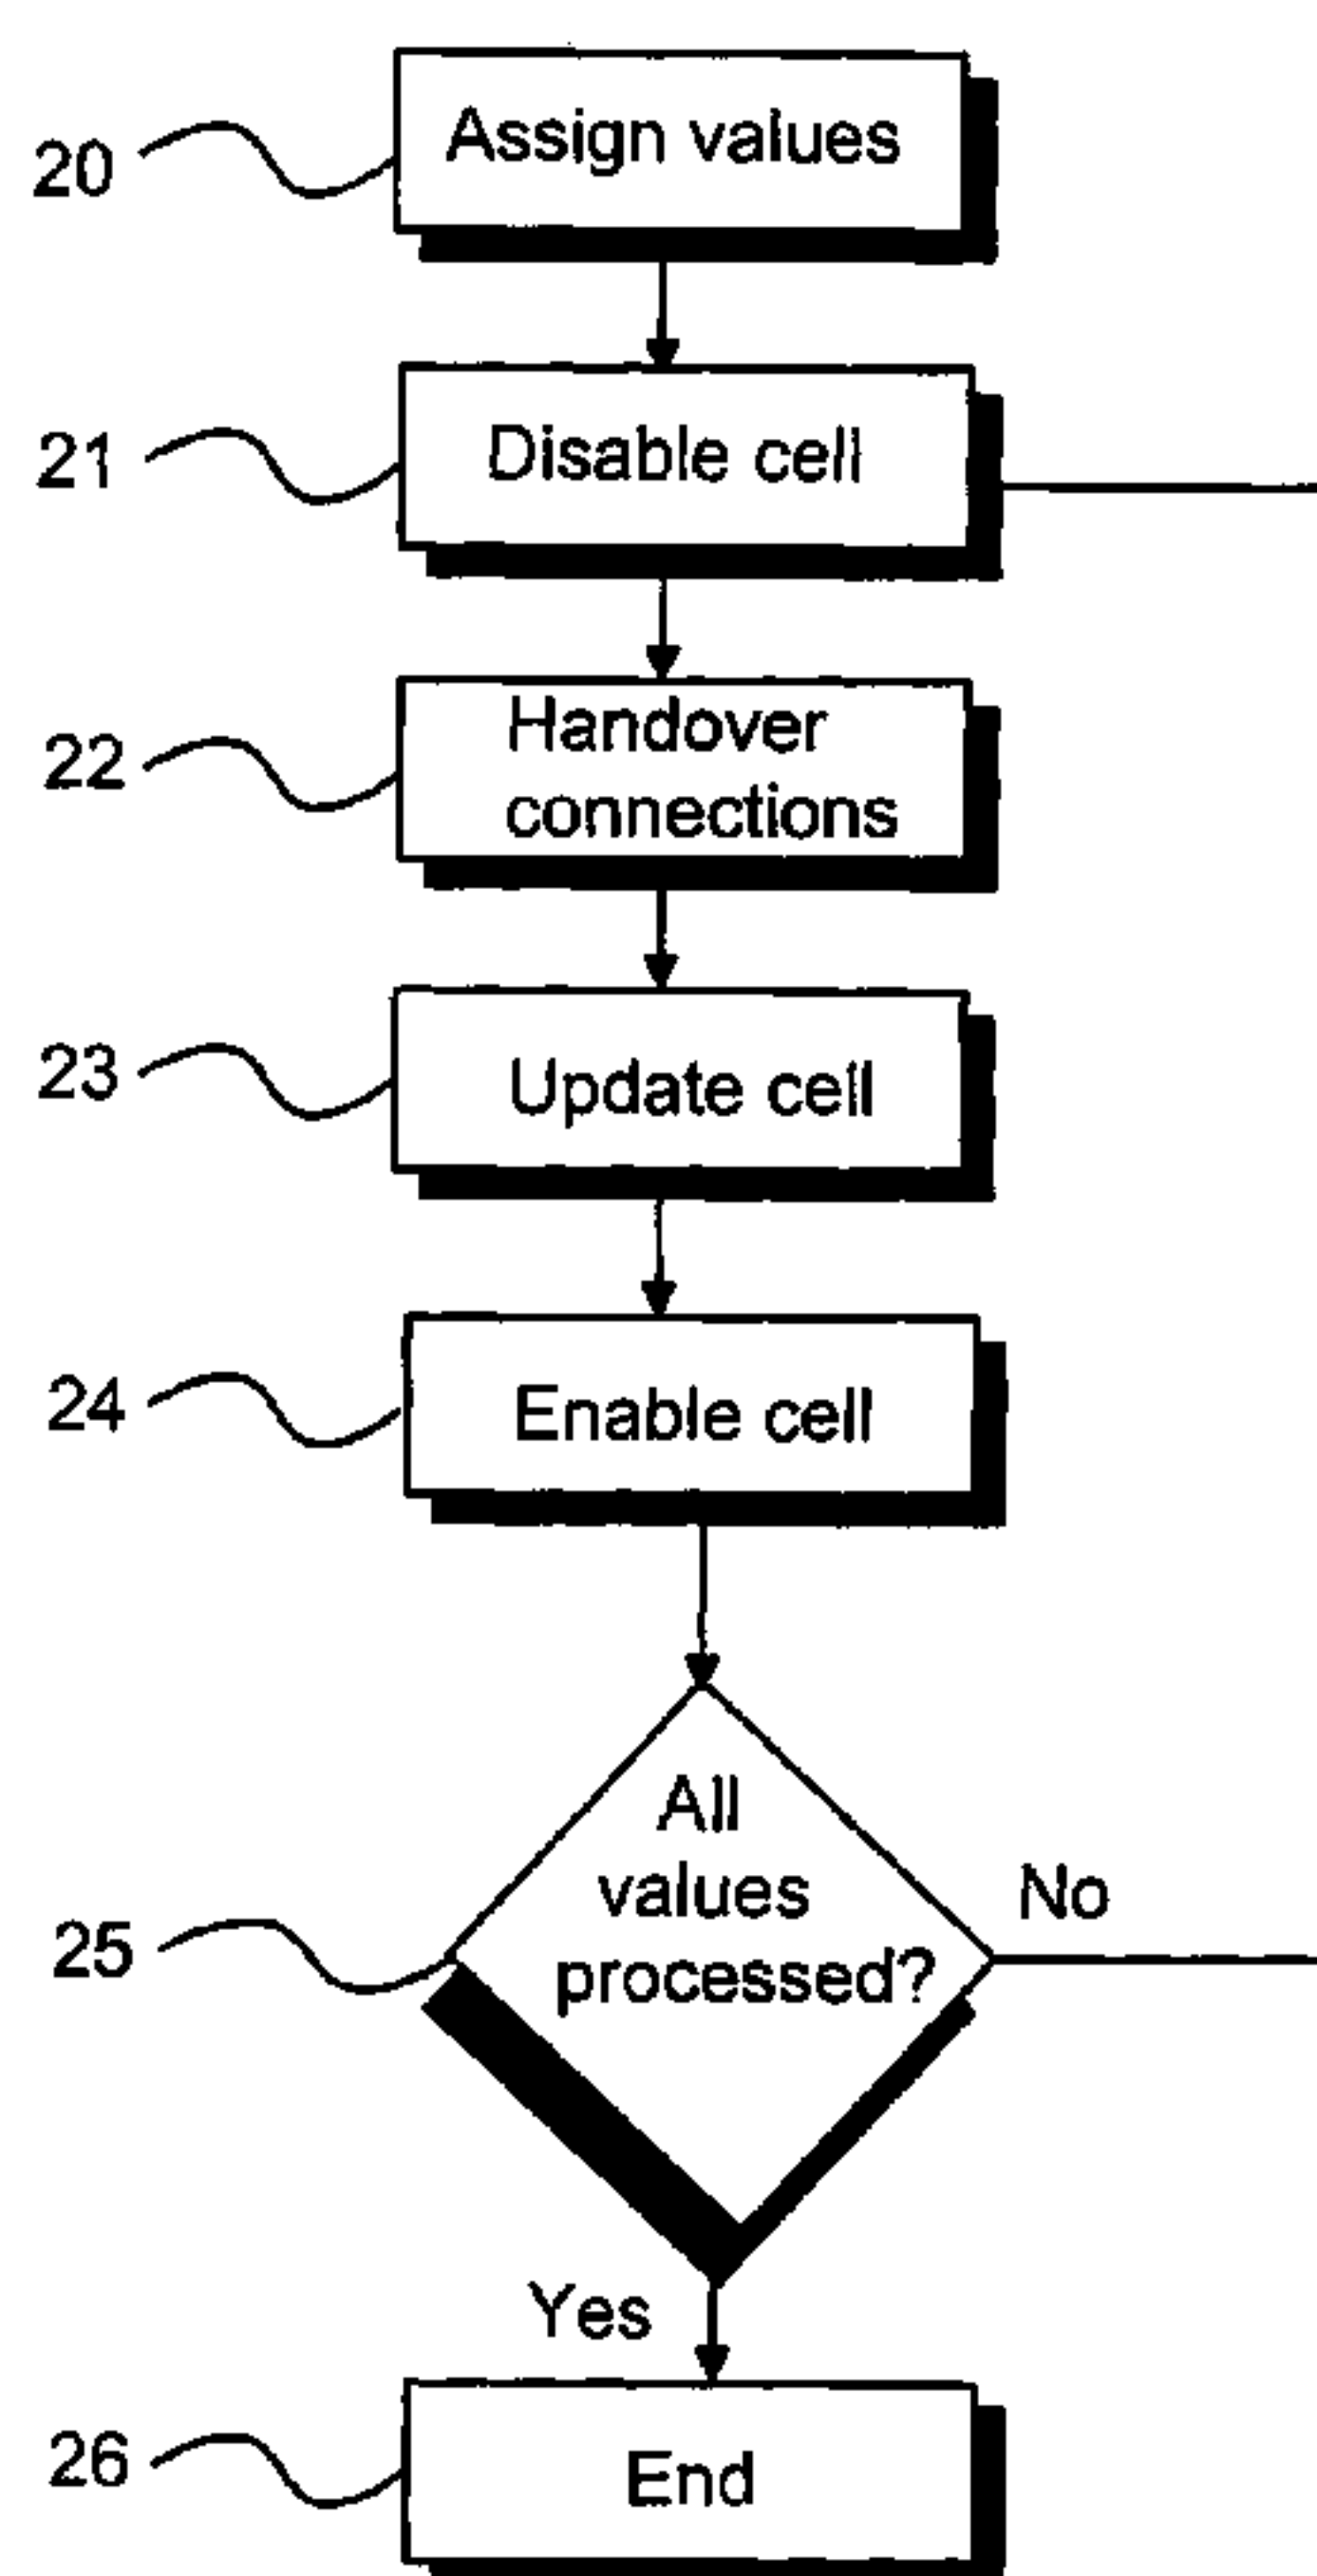 20
Assign values
21
Disable cell
22
Handover
connections
23
Update cell
24
Enable cell
All
values
processed?
25
No
Yes
26
End